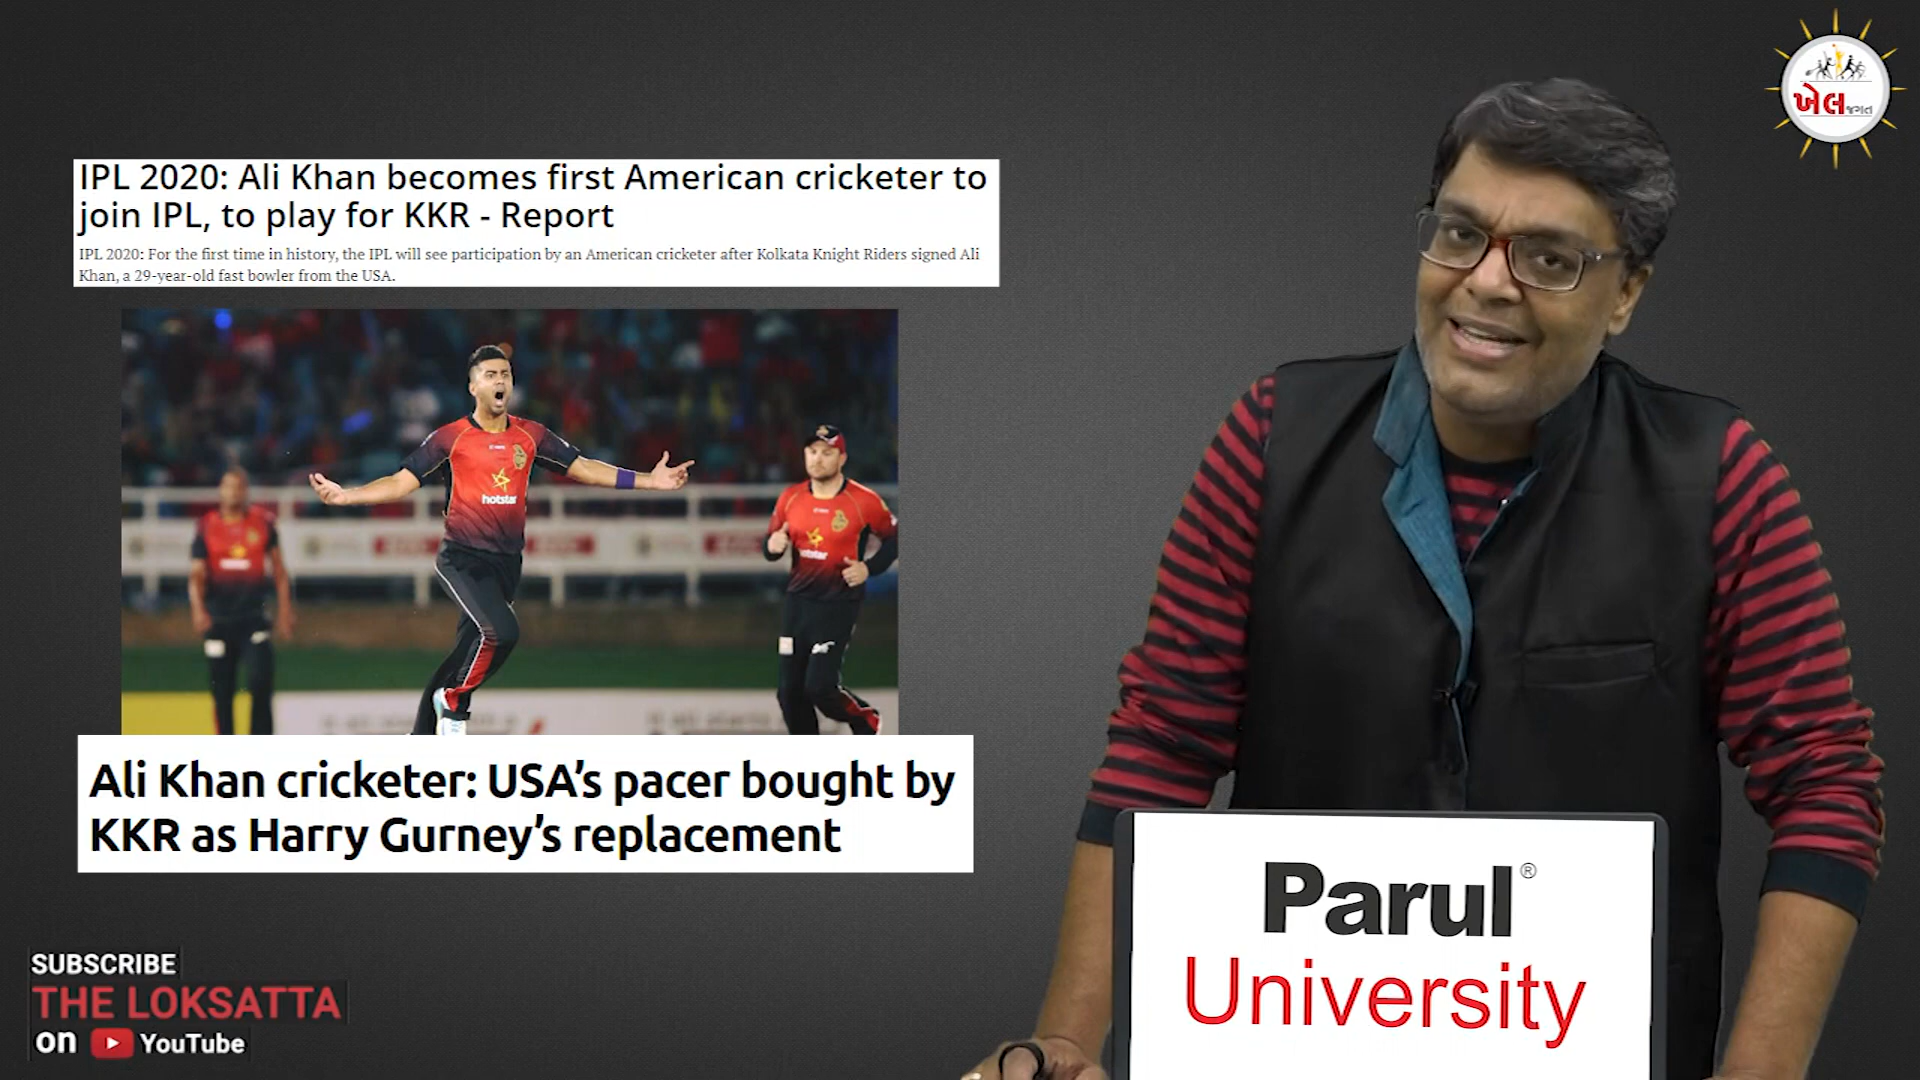 ખેલ
જગત
IPL 2020: Ali Khan becomes first American cricketer to
join IPL, to play for KKR - Report
IPL 2020: For the first time in history, the IPL will see participation by an American cricketer after Kolkata Knight Riders signed Ali
Khan, a 29-year-old fast bowler from the USA.
hotstar
hotstar
Ali Khan cricketer: USA’s pacer bought by
KKR as Harry Gurney’s replacement
Parul®
University
SUBSCRIBE
THE LOKSATTA
on YouTube